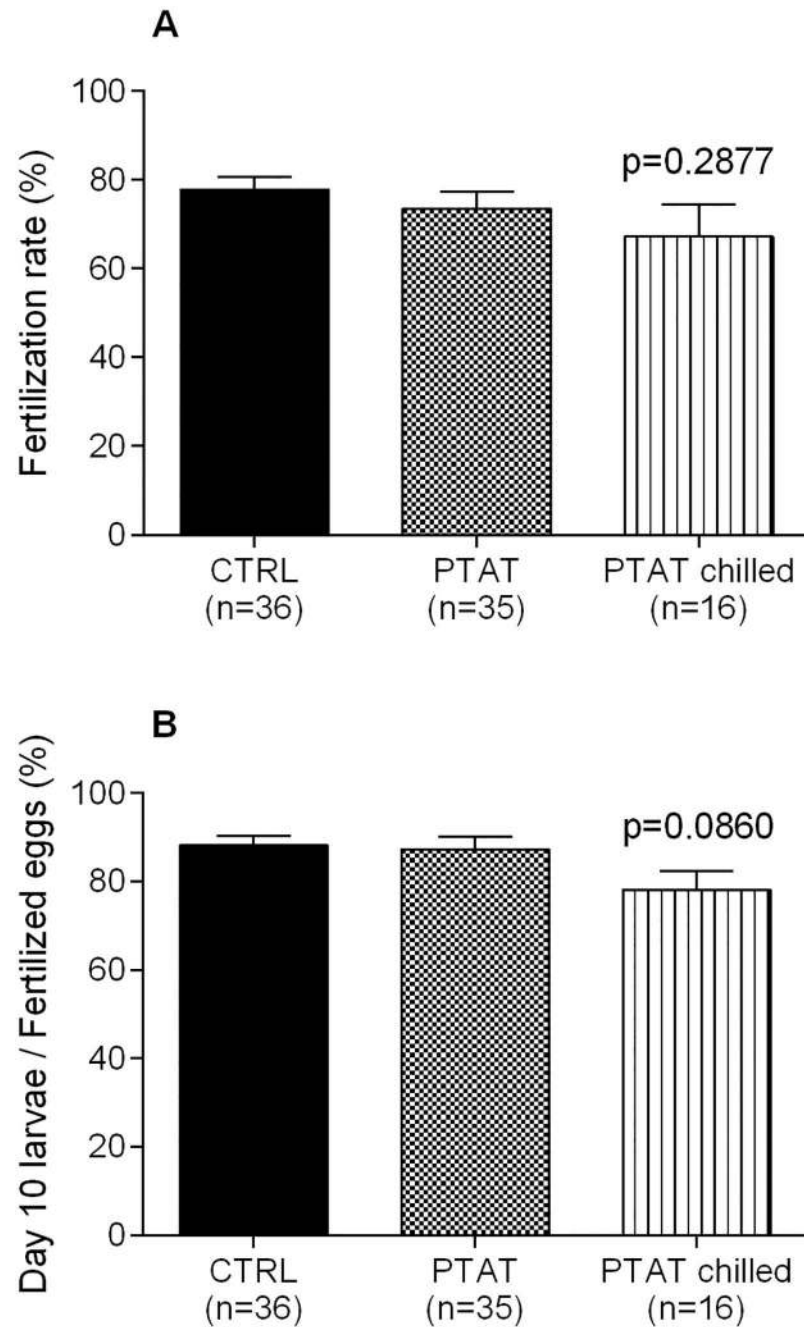 A
Fertilization rate (%)
100
80
60
40
20
0
p=0.2877
CTRL
(n=36)
PTAT
(n=35)
PTAT chilled
(n=16)
B
Day 10 larvae / Fertilized eggs (%)
100
80
60
40
20
0
p=0.0860
CTRL
(n=36)
PTAT
(n=35)
PTAT chilled
(n=16)